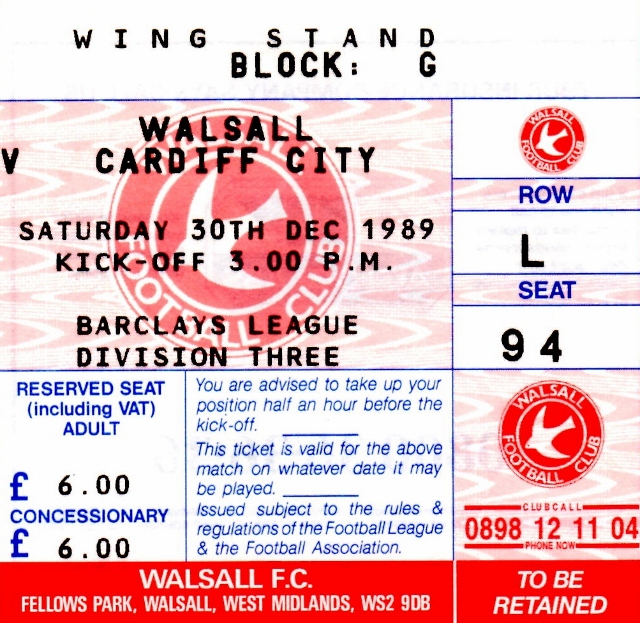 WING STAND
BLOCK: G
WALSALL
V CARDIFF CITY
SATURDAY 30TH DEC 1989
KICK-OFF 3.00 P.M.
BARCLAYS LEAGUE
DIVISION THREE
WALSALL
FOOTBALL CLUB
WALSALL
FOOTBALL CLUB
ROW
L
SEAT
94
RESERVED SEAT
(including VAT)
ADULT
£ 6.00
CONCESSIONARY
£ 6.00
You are advised to take up your
position half an hour before the
kick-off.
This ticket is valid for the above
match on whatever date it may
be played.
Issued subject to the rules &
regulations of the Football League
& the Football Association.
WALSALL
FOOTBALL CLUB
CLUBCALL
0898 12 11 04
PHONE NOW
WALSALL F.C.
FELLOWS PARK, WALSALL, WEST MIDLANDS, WS2 9DB
TO BE
RETAINED